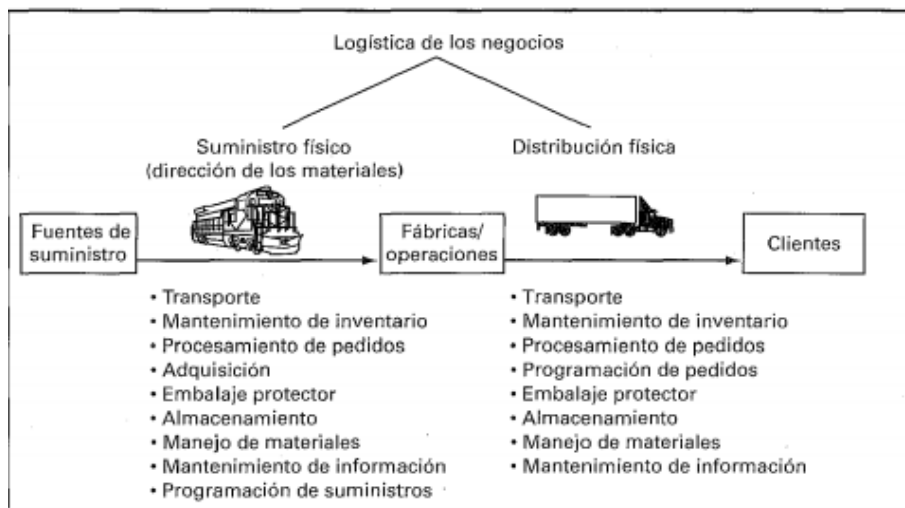 Logística de los negocios
Suministro físico
(dirección de los materiales)
Distribución física
Fuentes de
suministro
Fábricas/
operaciones
Clientes
• Transporte
• Mantenimiento de inventario
• Procesamiento de pedidos
• Adquisición
• Embalaje protector
• Almacenamiento
• Manejo de materiales
• Mantenimiento de información
• Programación de suministros
• Transporte
• Mantenimiento de inventario
• Procesamiento de pedidos
• Programación de pedidos
• Embalaje protector
• Almacenamiento
• Manejo de materiales
• Mantenimiento de información